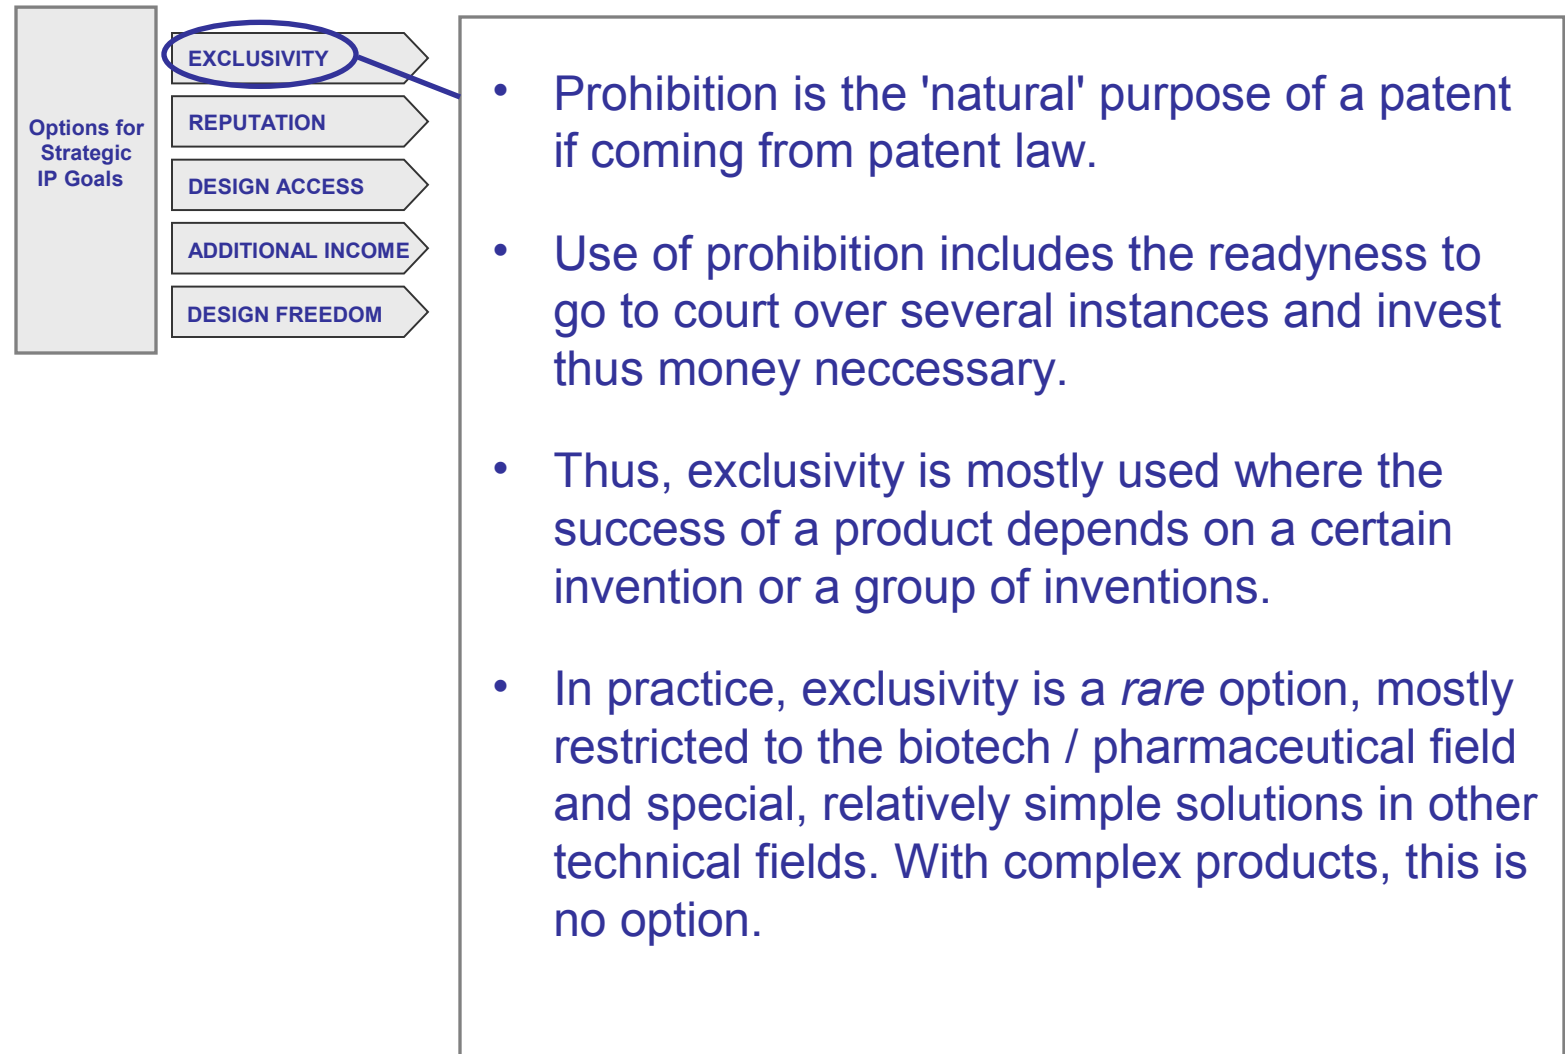 Options for
Strategic
IP Goals
EXCLUSIVITY
REPUTATION
DESIGN ACCESS
ADDITIONAL INCOME
DESIGN FREEDOM
• Prohibition is the 'natural' purpose of a patent
if coming from patent law.
• Use of prohibition includes the readyness to
go to court over several instances and invest
thus money neccessary.
• Thus, exclusivity is mostly used where the
success of a product depends on a certain
invention or a group of inventions.
• In practice, exclusivity is a rare option, mostly
restricted to the biotech / pharmaceutical field
and special, relatively simple solutions in other
technical fields. With complex products, this is
no option.